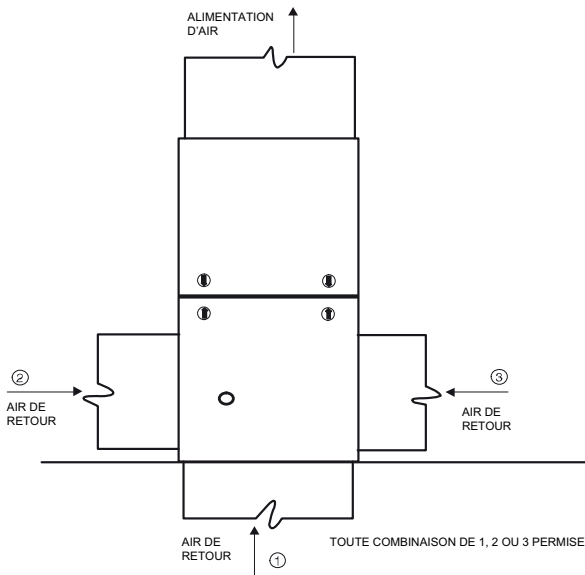 ALIMENTATION
D'AIR
②
AIR DE
RETOUR
③
AIR DE
RETOUR
AIR DE
RETOUR
①
TOUTE COMBINAISON DE 1, 2 OU 3 PERMISE